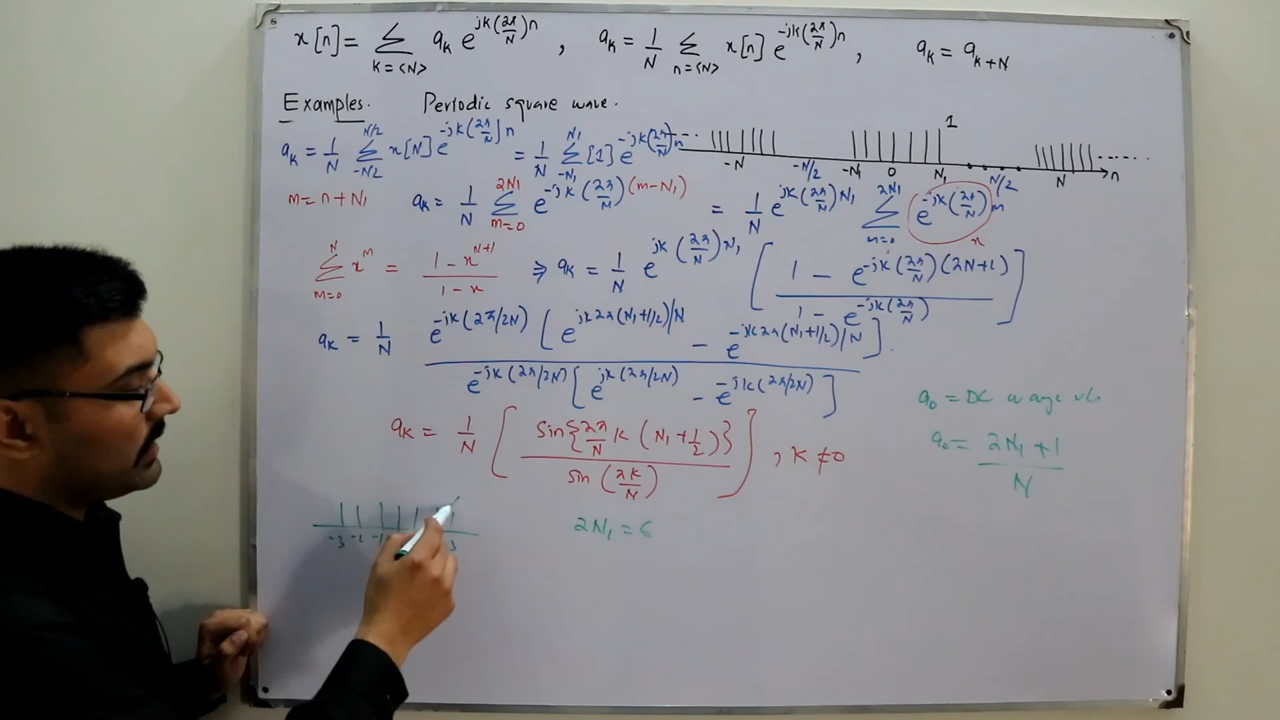 x[n] = Σ_{k=<N>} a_k e^{jk(2π/N)n} , a_k = 1/N Σ_{n=<N>} x[n] e^{-jk(2π/N)n} , a_k = a_{k+N}
Examples. Periodic square wave.
a_k = 1/N Σ_{-N/2}^{N/2} x[N] e^{-jk(2π/N)n} = 1/N Σ_{-N_1}^{N_1} [1] e^{-jk(2π/N)n}
1
-N -N/2 -N_1 0 N_1 N/2 N n
m = n + N_1 a_k = 1/N Σ_{m=0}^{2N_1} e^{-jk(2π/N)(m-N_1)} = 1/N e^{jk(2π/N)N_1} Σ_{m=0}^{2N_1} e^{-jk(2π/N)m}
x
Σ_{m=0}^{N} x^m = (1 - x^{N+1})/(1 - x) ⇒ a_k = 1/N e^{jk(2π/N)N_1} [ (1 - e^{-jk(2π/N)(2N+1)})/(1 - e^{-jk(2π/N)}) ]
a_k = 1/N e^{-jk(2π/2N)} [ e^{jk2π(N_1+1/2)/N} - e^{-jk2π(N_1+1/2)/N} ] / e^{-jk(2π/2N)} [ e^{jk(2π/2N)} - e^{-jk(2π/2N)} ]
a_0 = DC
a_k = 1/N [ sin{2π/N k (N_1 + 1/2)} / sin(2k/N) ] , k ≠ 0
a_0 = (2N_1 + 1)/N
-3 -2 -1 3
2N_1 = 6